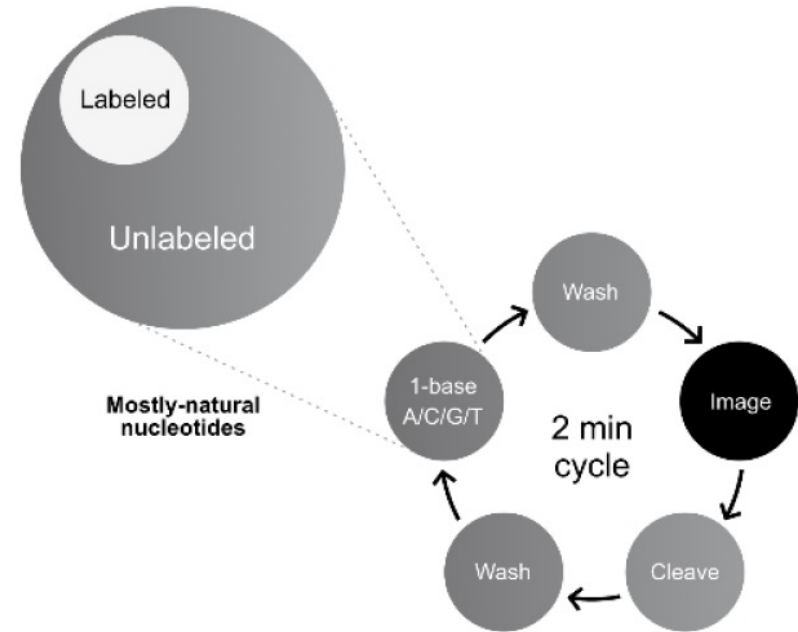 Labeled
Unlabeled
Mostly-natural
nucleotides
Wash
1-base
A/C/G/T
Image
2 min
cycle
Wash
Cleave